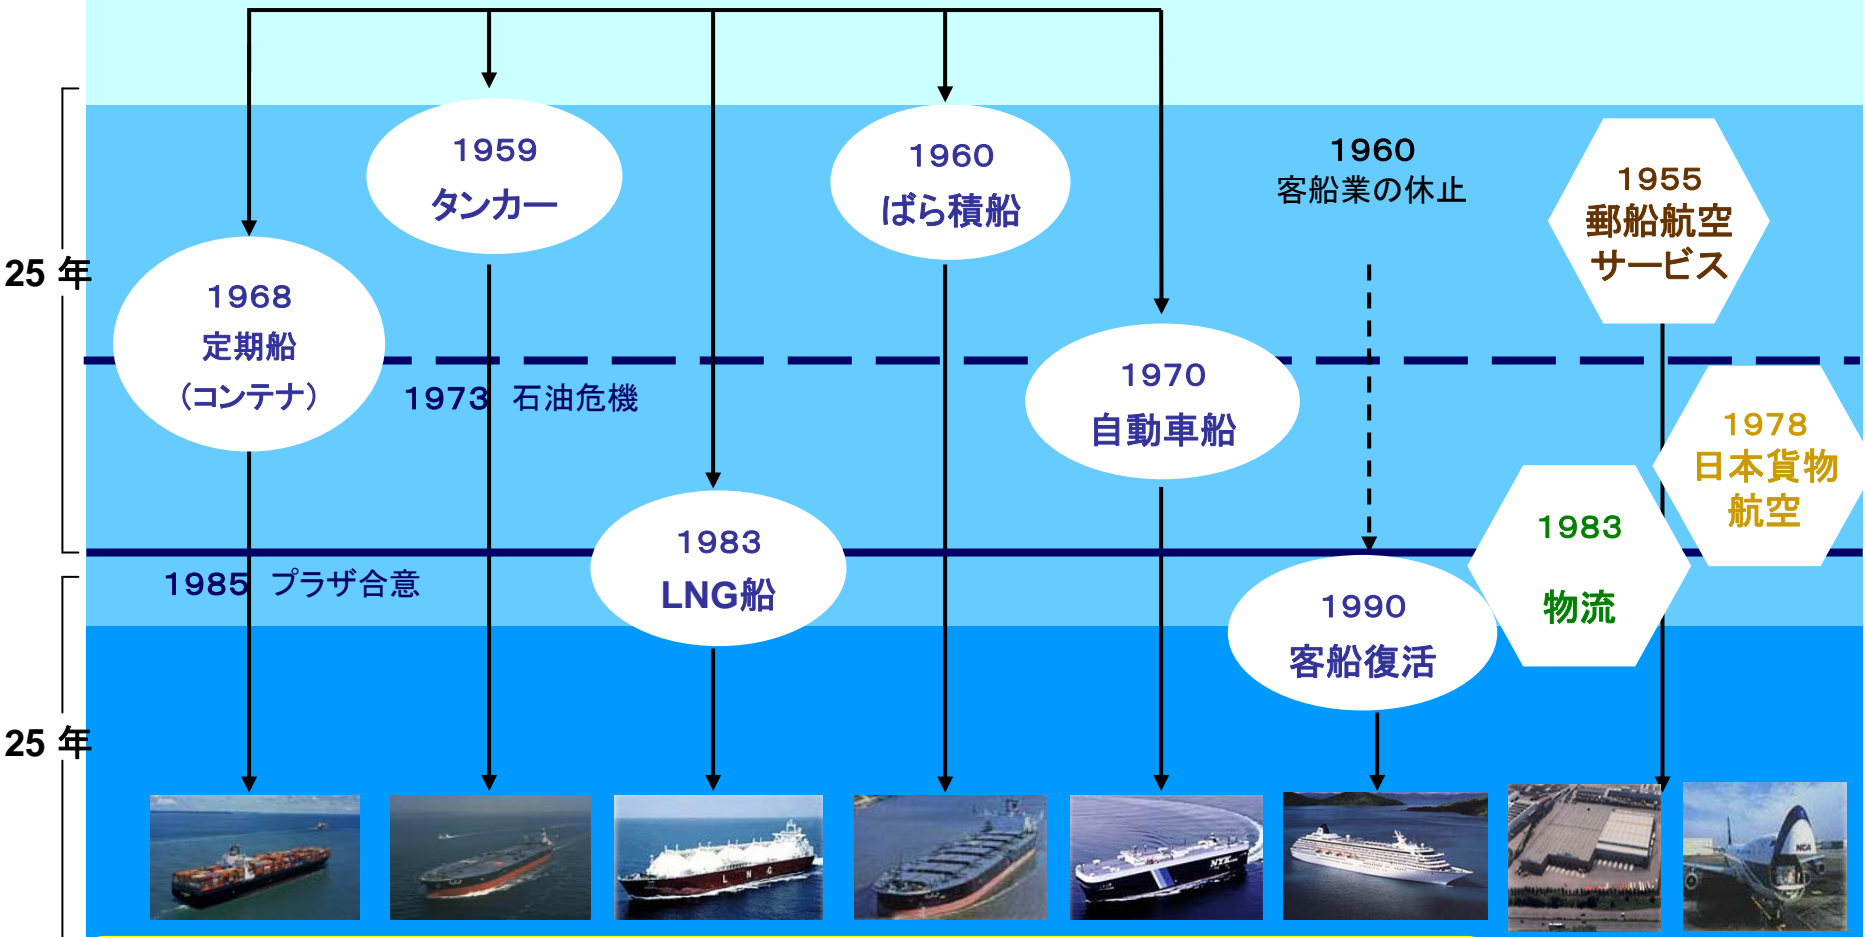 1959
タンカー
1960
ばら積船
1960
客船業の休止
1955
郵船航空
サービス
25 年
1968
定期船
（コンテナ）
1973 石油危機
1970
自動車船
1978
日本貨物
航空
1983
LNG船
1983
物流
1985 プラザ合意
1990
客船復活
25 年
LNG
NYK
NCA